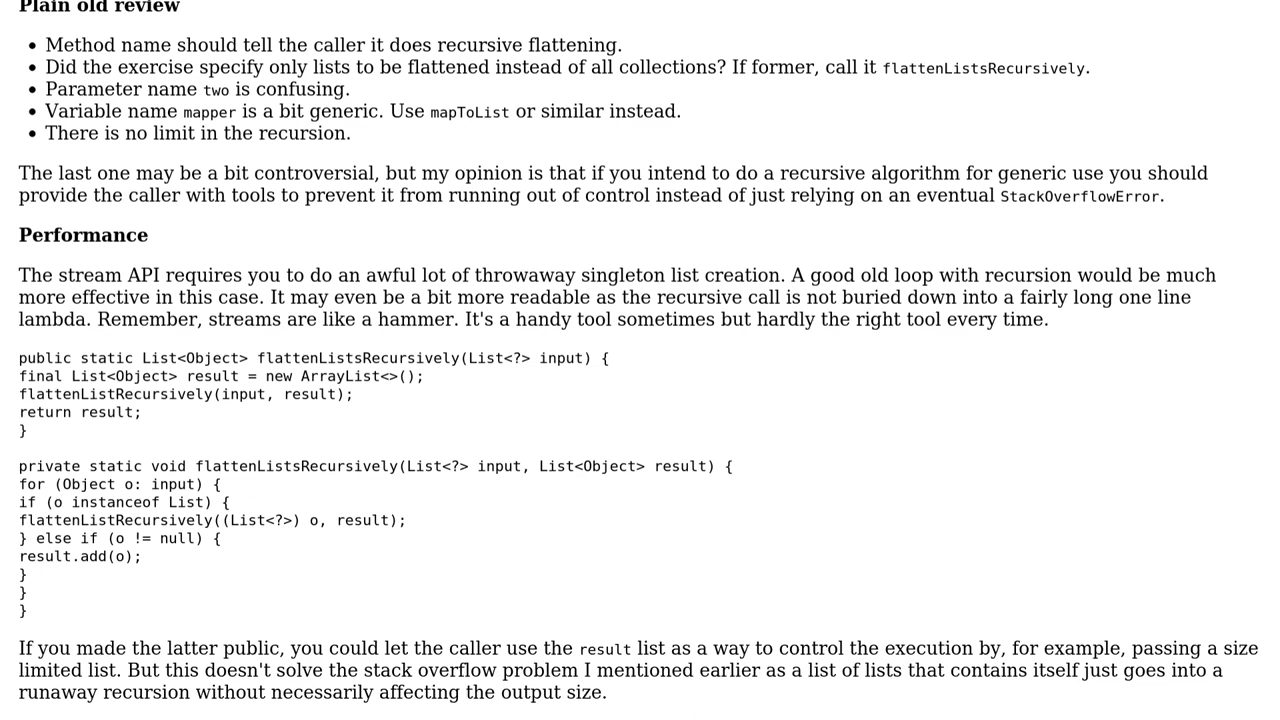 Plain old review
• Method name should tell the caller it does recursive flattening.
• Did the exercise specify only lists to be flattened instead of all collections? If former, call it flattenListsRecursively.
• Parameter name two is confusing.
• Variable name mapper is a bit generic. Use mapToList or similar instead.
• There is no limit in the recursion.
The last one may be a bit controversial, but my opinion is that if you intend to do a recursive algorithm for generic use you should
provide the caller with tools to prevent it from running out of control instead of just relying on an eventual StackOverflowError.
Performance
The stream API requires you to do an awful lot of throwaway singleton list creation. A good old loop with recursion would be much
more effective in this case. It may even be a bit more readable as the recursive call is not buried down into a fairly long one line
lambda. Remember, streams are like a hammer. It's a handy tool sometimes but hardly the right tool every time.
public static List<Object> flattenListsRecursively(List<?> input) {
final List<Object> result = new ArrayList<>();
flattenListRecursively(input, result);
return result;
}
private static void flattenListsRecursively(List<?> input, List<Object> result) {
for (Object o: input) {
if (o instanceof List) {
flattenListRecursively((List<?>) o, result);
} else if (o != null) {
result.add(o);
}
}
}
If you made the latter public, you could let the caller use the result list as a way to control the execution by, for example, passing a size
limited list. But this doesn't solve the stack overflow problem I mentioned earlier as a list of lists that contains itself just goes into a
runaway recursion without necessarily affecting the output size.